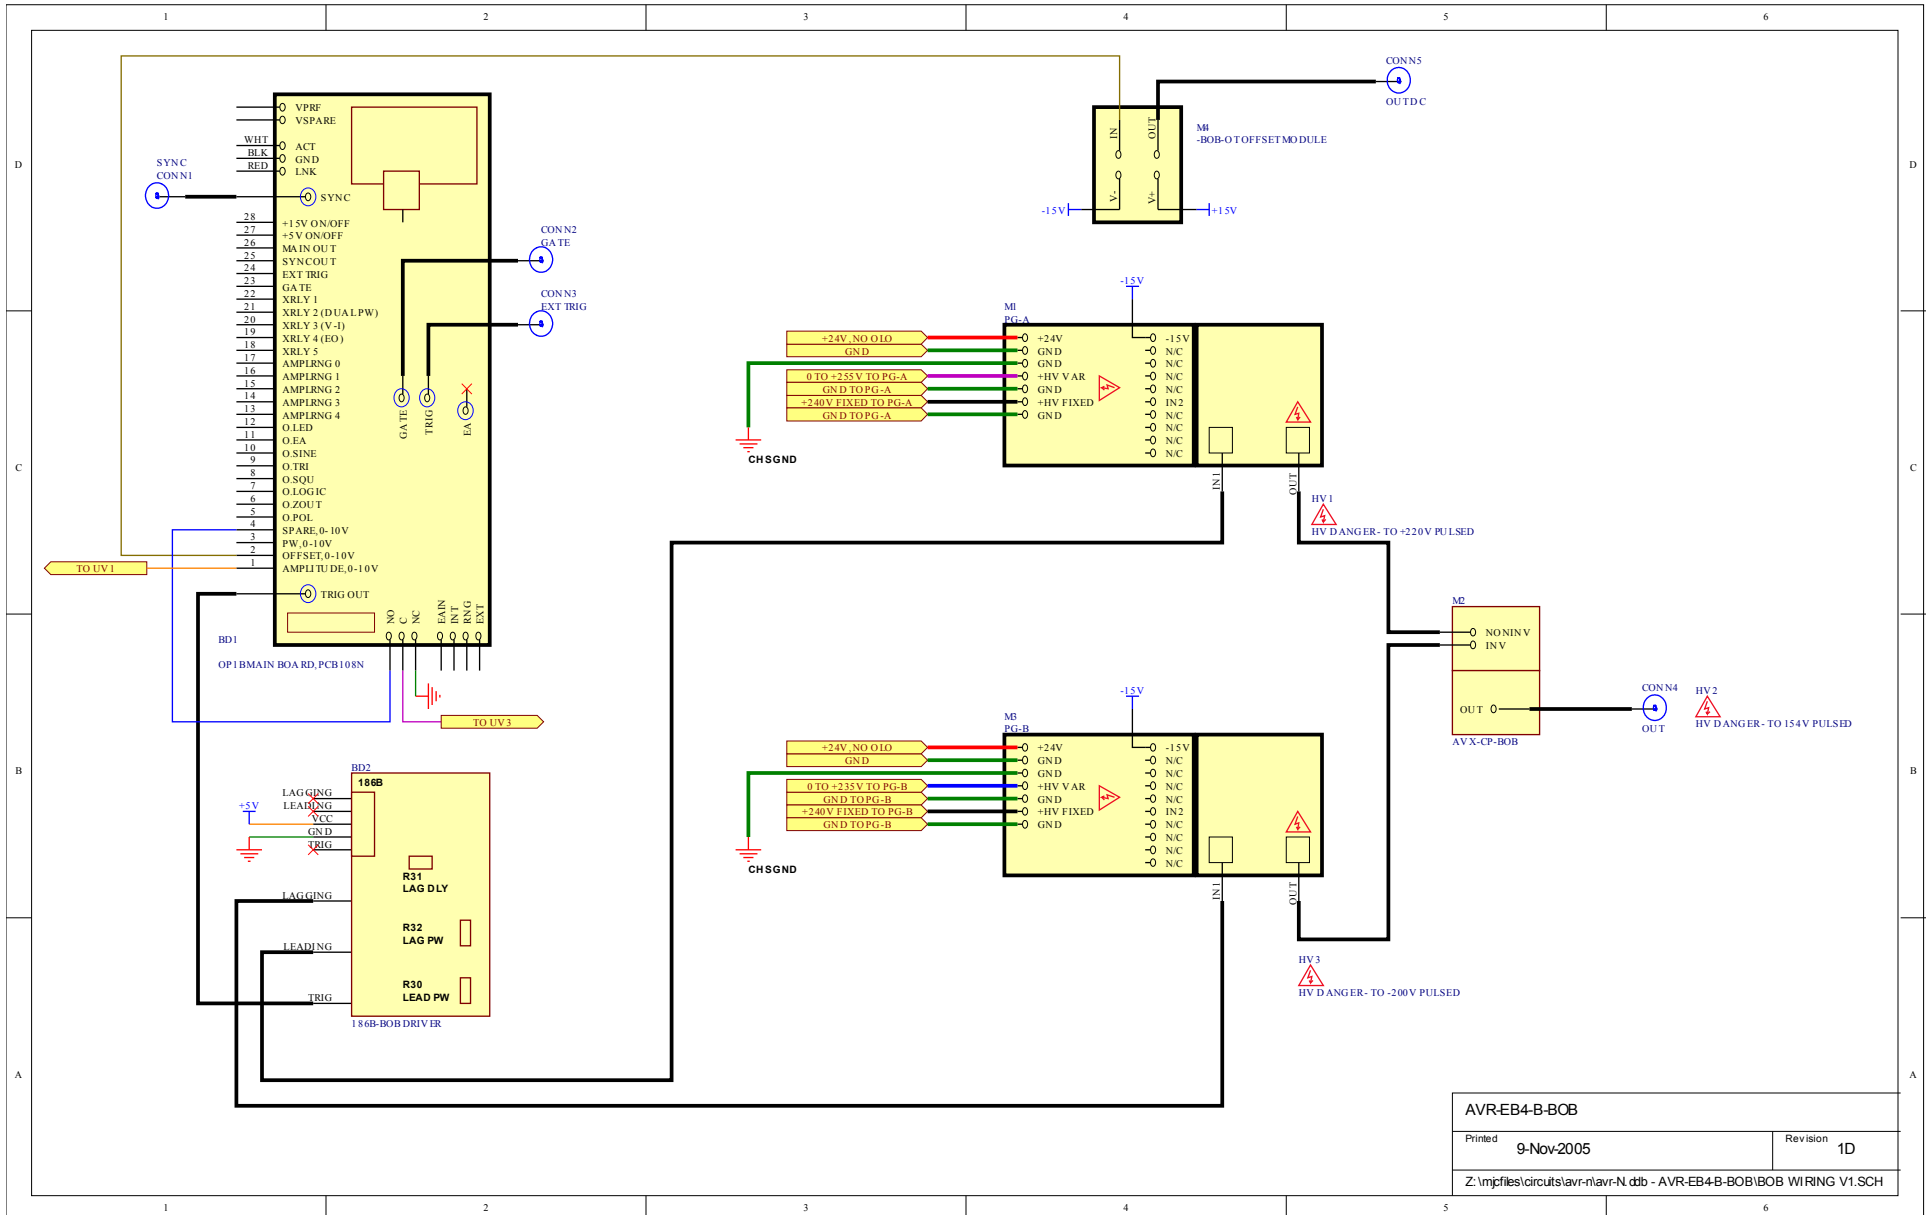 1 2 3 4 5 6
D
C
B
A
VPRF
VSPARE
WHT ACT
BLK GND
RED LNK
SYNC
CONN1
SYNC
28 +15V ON/OFF
27 +5V ON/OFF
26 MAIN OUT
25 SYNC OUT
24 EXT TRIG
23 GATE
22 XRLY 1
21 XRLY 2 (DUAL PW)
20 XRLY 3 (V-I)
19 XRLY 4 (EO)
18 XRLY 5
17 AMPLRNG 0
16 AMPLRNG 1
15 AMPLRNG 2
14 AMPLRNG 3
13 AMPLRNG 4
12 O.LED
11 O.EA
10 O.SINE
9 O.TRI
8 O.SQU
7 O.LOGIC
6 O.ZOUT
5 O.POL
4 SPARE, 0-10V
3 PW, 0-10V
2 OFFSET, 0-10V
1 AMPLITUDE, 0-10V
TO UV1
TRIG OUT
NO
C
NC
EA IN
INT
RNG
EXT
GATE
TRIG
EA
BD1
OP1B MAIN BOARD, PCB108N
TO UV3
CONN2
GATE
CONN3
EXT TRIG
BD2
186B
LAGGING
LEADING
+5V
VCC
GND
TRIG
R31
LAG DLY
LAGGING
R32
LAG PW
LEADING
R30
LEAD PW
TRIG
186B-BOB DRIVER
CONN5
OUT DC
IN
OUT
M4
-BOB-OT OFFSET MODULE
V-
V+
-15V
+15V
-15V
M1
PG-A
+24V, NO OLO +24V -15V
GND GND N/C
GND N/C
0 TO +255V TO PG-A +HV VAR N/C
GND TO PG-A GND N/C
+240V FIXED TO PG-A +HV FIXED IN2
GND TO PG-A GND N/C
N/C
N/C
N/C
CHSGND
IN1
OUT
HV1
HV DANGER - TO +220V PULSED
M2
NONINV
INV
OUT
AVX-CP-BOB
CONN4
OUT
HV2
HV DANGER - TO 154V PULSED
-15V
M3
PG-B
+24V, NO OLO +24V -15V
GND GND N/C
GND N/C
0 TO +235V TO PG-B +HV VAR N/C
GND TO PG-B GND N/C
+240V FIXED TO PG-B +HV FIXED IN2
GND TO PG-B GND N/C
N/C
N/C
N/C
CHSGND
IN1
OUT
HV3
HV DANGER - TO -200V PULSED
AVR-EB4-B-BOB
Printed 9-Nov-2005
Revision 1D
Z:\mjcfiles\circuits\avr-n\avr-N.ddb - AVR-EB4-B-BOB\BOB WIRING V1.SCH
D
C
B
A
1 2 3 4 5 6